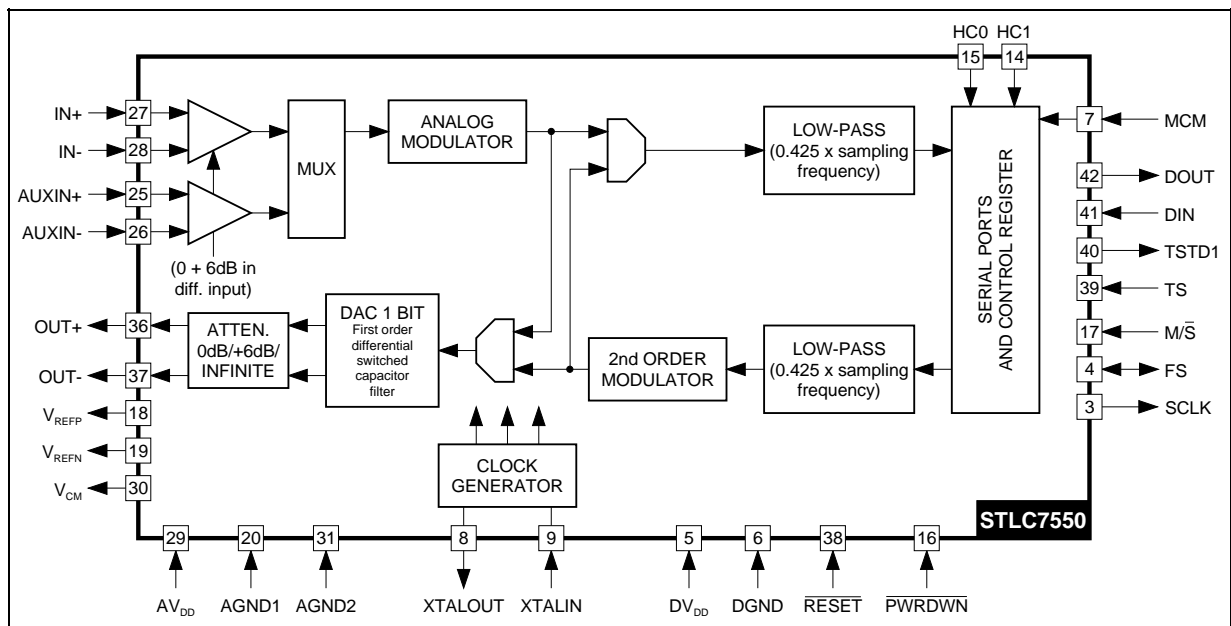 HC0 HC1
15 14
IN+ 27
IN- 28
AUXIN+ 25
AUXIN- 26
(0 + 6dB in
diff. input)
MUX
ANALOG
MODULATOR
LOW-PASS
(0.425 x sampling
frequency)
SERIAL PORTS
AND CONTROL REGISTER
7 MCM
42 DOUT
41 DIN
40 TSTD1
39 TS
17 M/S̅
4 FS
3 SCLK
OUT+ 36
OUT- 37
VREFP 18
VREFN 19
VCM 30
ATTEN.
0dB/+6dB/
INFINITE
DAC 1 BIT
First order
differential
switched
capacitor
filter
2nd ORDER
MODULATOR
LOW-PASS
(0.425 x sampling
frequency)
CLOCK
GENERATOR
STLC7550
29 20 31 8 9 5 6 38 16
AVDD AGND1 AGND2 XTALOUT XTALIN DVDD DGND R̅E̅S̅E̅T̅ P̅W̅R̅D̅W̅N̅